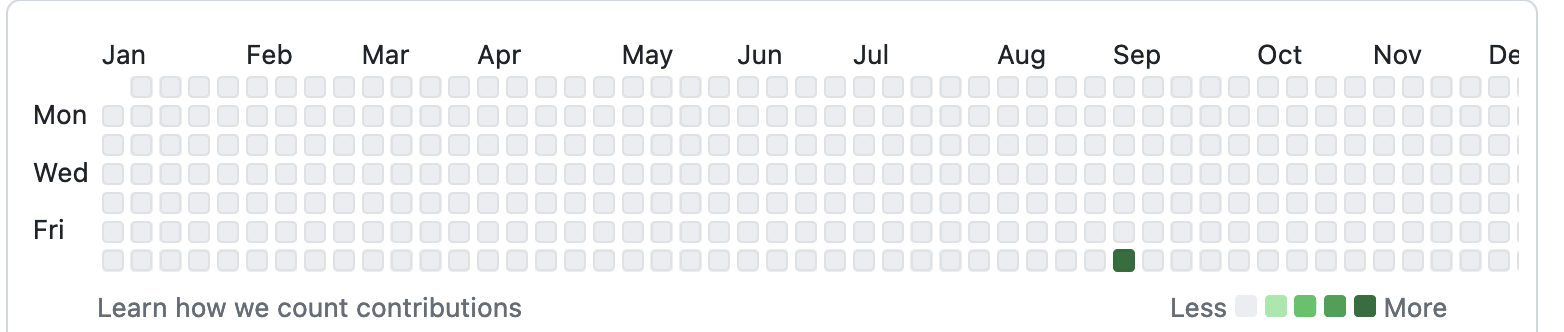 Jan Feb Mar Apr May Jun Jul Aug Sep Oct Nov De
Mon
Wed
Fri
Learn how we count contributions Less More